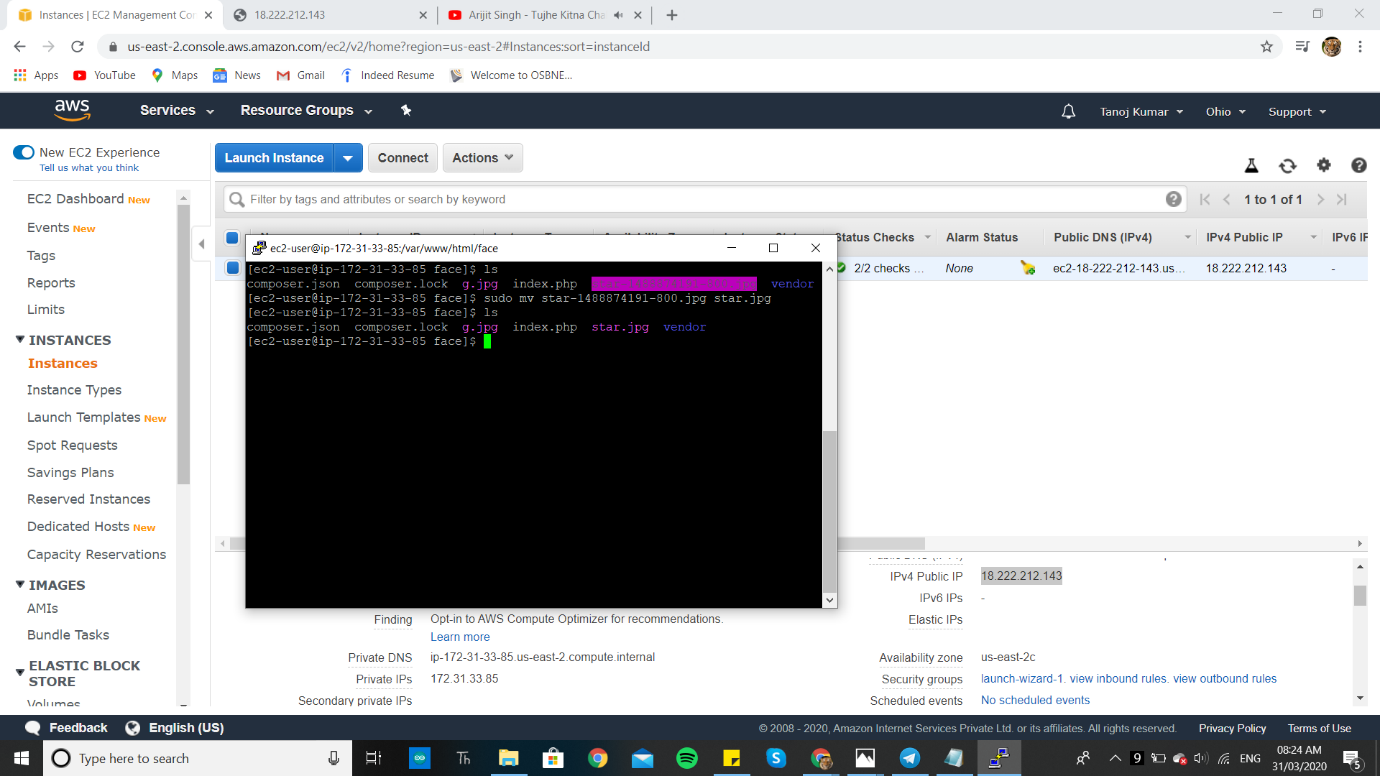 Instances | EC2 Management Con
18.222.212.143
Arijit Singh - Tujhe Kitna Cha
us-east-2.console.aws.amazon.com/ec2/v2/home?region=us-east-2#Instances:sort=instanceId
Apps YouTube Maps News Gmail Indeed Resume Welcome to OSBNE...
aws Services Resource Groups Tanoj Kumar Ohio Support
New EC2 Experience
Tell us what you think
Launch Instance Connect Actions
EC2 Dashboard New
Events New
Tags
Reports
Limits
INSTANCES
Instances
Instance Types
Launch Templates New
Spot Requests
Savings Plans
Reserved Instances
Dedicated Hosts New
Capacity Reservations
IMAGES
AMIs
Bundle Tasks
ELASTIC BLOCK
STORE
Volumes
Filter by tags and attributes or search by keyword
1 to 1 of 1
Status Checks Alarm Status Public DNS (IPv4) IPv4 Public IP IPv6 IP
2/2 checks ... None ec2-18-222-212-143.us... 18.222.212.143 -
ec2-user@ip-172-31-33-85:/var/www/html/face
[ec2-user@ip-172-31-33-85 face]$ ls
composer.json composer.lock g.jpg index.php vendor
[ec2-user@ip-172-31-33-85 face]$ sudo mv star-1488874191-800.jpg star.jpg
[ec2-user@ip-172-31-33-85 face]$ ls
composer.json composer.lock g.jpg index.php star.jpg vendor
[ec2-user@ip-172-31-33-85 face]$
IPv4 Public IP 18.222.212.143
IPv6 IPs -
Finding Opt-in to AWS Compute Optimizer for recommendations.
Learn more
Elastic IPs
Private DNS ip-172-31-33-85.us-east-2.compute.internal
Availability zone us-east-2c
Private IPs 172.31.33.85
Security groups launch-wizard-1. view inbound rules. view outbound rules
Secondary private IPs
Scheduled events No scheduled events
Feedback English (US)
© 2008 - 2020, Amazon Internet Services Private Ltd. or its affiliates. All rights reserved. Privacy Policy Terms of Use
Type here to search
Th
9
ENG
08:24 AM
31/03/2020
5